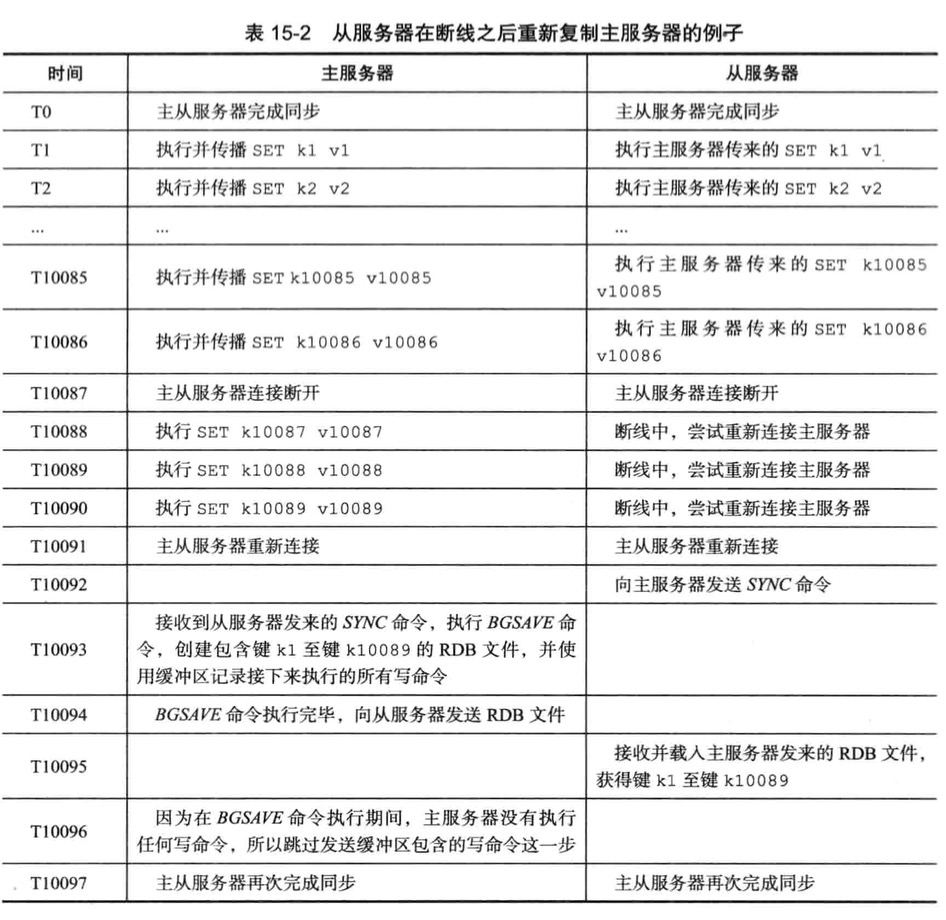 表 15-2 从服务器在断线之后重新复制主服务器的例子
时间 主服务器 从服务器
T0 主从服务器完成同步 主从服务器完成同步
T1 执行并传播 SET k1 v1 执行主服务器传来的 SET k1 v1
T2 执行并传播 SET k2 v2 执行主服务器传来的 SET k2 v2
... ... ...
T10085 执行并传播 SET k10085 v10085 执行主服务器传来的 SET k10085
v10085
T10086 执行并传播 SET k10086 v10086 执行主服务器传来的 SET k10086
v10086
T10087 主从服务器连接断开 主从服务器连接断开
T10088 执行 SET k10087 v10087 断线中，尝试重新连接主服务器
T10089 执行 SET k10088 v10088 断线中，尝试重新连接主服务器
T10090 执行 SET k10089 v10089 断线中，尝试重新连接主服务器
T10091 主从服务器重新连接 主从服务器重新连接
T10092 向主服务器发送 SYNC 命令
T10093 接收到从服务器发来的 SYNC 命令，执行 BGSAVE 命
令，创建包含键 k1 至键 k10089 的 RDB 文件，并使
用缓冲区记录接下来执行的所有写命令
T10094 BGSAVE 命令执行完毕，向从服务器发送 RDB 文件
T10095 接收并载入主服务器发来的 RDB 文件，
获得键 k1 至键 k10089
T10096 因为在 BGSAVE 命令执行期间，主服务器没有执行
任何写命令，所以跳过发送缓冲区包含的写命令这一步
T10097 主从服务器再次完成同步 主从服务器再次完成同步